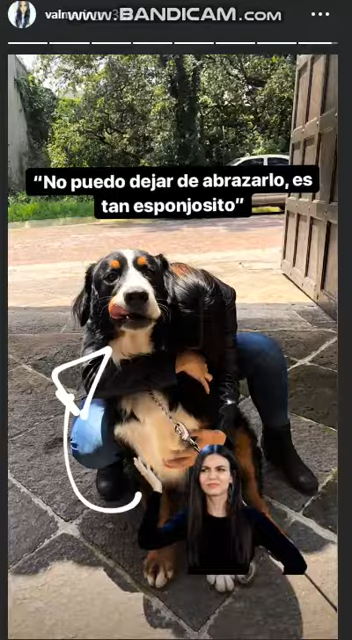 www.BANDICAM.com
"No puedo dejar de abrazarlo, es
tan esponjosito"